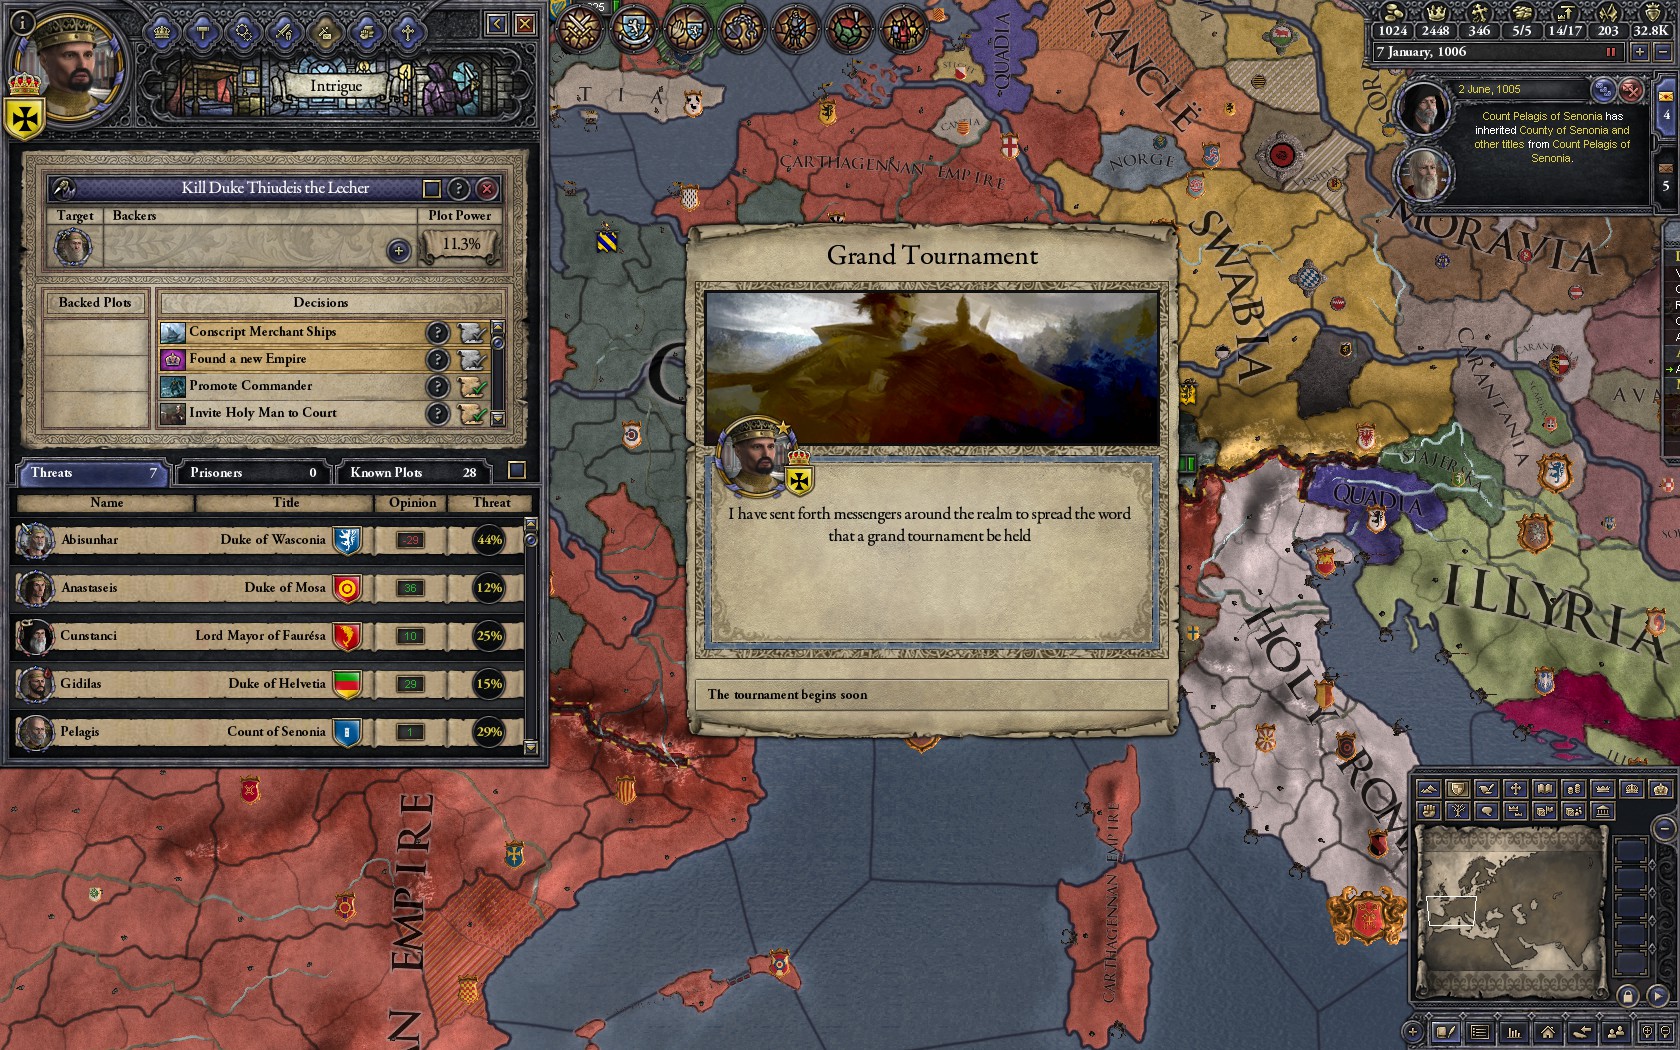 Intrigue
Kill Duke Thiudeis the Lecher
Target
Backers
Plot Power
11.3%
Backed Plots
Decisions
Conscript Merchant Ships
Found a new Empire
Promote Commander
Invite Holy Man to Court
Threats 7
Prisoners 0
Known Plots 28
Name Title Opinion Threat
Abisunhar Duke of Wasconia -29 44%
Anastaseis Duke of Mosa 36 12%
Cunstanci Lord Mayor of Faurésa 10 25%
Gidilas Duke of Helvetia 29 15%
Pelagis Count of Senonia 1 29%
Grand Tournament
I have sent forth messengers around the realm to spread the word
that a grand tournament be held
The tournament begins soon
1024 2448 346 5/5 14/17 203 32.8K
7 January, 1006
2 June, 1005
Count Pelagis of Senonia has
inherited County of Senonia and
other titles from Count Pelagis of
Senonia.
4
5
QUADIA
CARTHAGENNAN EMPIRE
NORGE
SWABIA
MORAVIA
CARANTANIA
QUADIA
ILLYRIA
HOLY ROMA
CARTHAGENNAN EMPIRE
AN EMPIRE